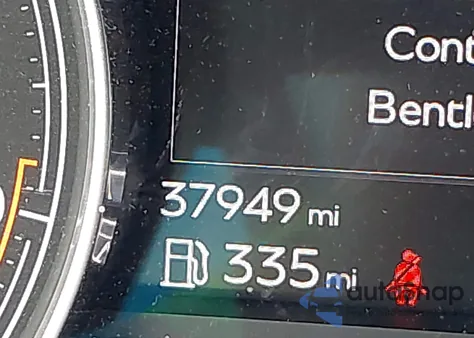 Cont
Bentl
37949 mi
335 mi
autosnap